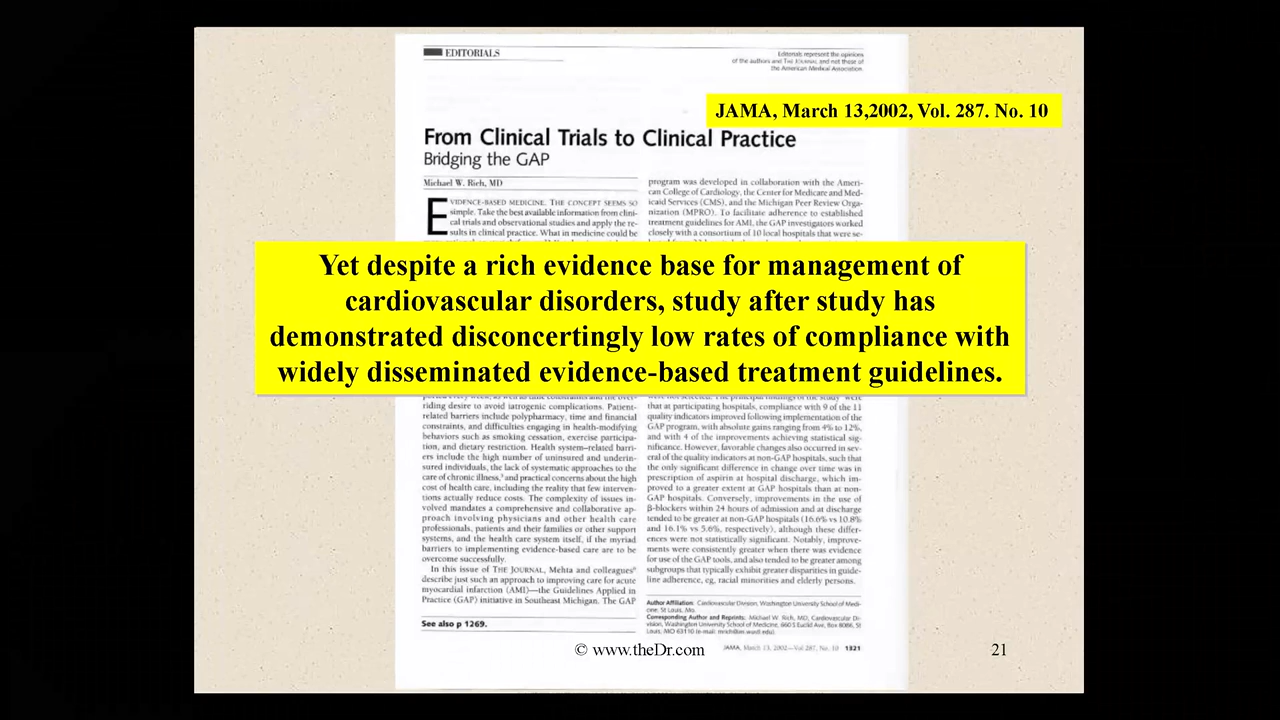 EDITORIALS
Editorials represent the opinions
of the authors and THE JOURNAL and not those of
the American Medical Association.
JAMA, March 13,2002, Vol. 287. No. 10
From Clinical Trials to Clinical Practice
Bridging the GAP
Michael W. Rich, MD
EVIDENCE-BASED MEDICINE. THE CONCEPT SEEMS SO
simple. Take the best available information from clini-
cal trials and observational studies and apply the re-
sults in clinical practice. What in medicine could be
program was developed in collaboration with the Ameri-
can College of Cardiology, the Center for Medicare and Med-
icaid Services (CMS), and the Michigan Peer Review Orga-
nization (MPRO). To facilitate adherence to established
treatment guidelines for AMI, the GAP investigators worked
closely with a consortium of 10 local hospitals that were se-
Yet despite a rich evidence base for management of
cardiovascular disorders, study after study has
demonstrated disconcertingly low rates of compliance with
widely disseminated evidence-based treatment guidelines.
riding desire to avoid iatrogenic complications. Patient-
related barriers include polypharmacy, time and financial
constraints, and difficulties engaging in health-modifying
behaviors such as smoking cessation, exercise participa-
tion, and dietary restriction. Health system–related barri-
ers include the high number of uninsured and underin-
sured individuals, the lack of systematic approaches to the
care of chronic illness, and practical concerns about the high
cost of health care, including the reality that few interven-
tions actually reduce costs. The complexity of issues in-
volved mandates a comprehensive and collaborative ap-
proach involving physicians and other health care
professionals, patients and their families or other support
systems, and the health care system itself, if the myriad
barriers to implementing evidence-based care are to be
overcome successfully.
In this issue of THE JOURNAL, Mehta and colleagues
describe just such an approach to improving care for acute
myocardial infarction (AMI)—the Guidelines Applied in
Practice (GAP) initiative in Southeast Michigan. The GAP
See also p 1269.
were not selected. The principal findings of the study were
that at participating hospitals, compliance with 9 of the 11
quality indicators improved following implementation of the
GAP program, with absolute gains ranging from 4% to 12%,
and with 4 of the improvements achieving statistical sig-
nificance. However, favorable changes also occurred in sev-
eral of the quality indicators at non-GAP hospitals, such that
the only significant difference in change over time was in
prescription of aspirin at hospital discharge, which im-
proved to a greater extent at GAP hospitals than at non-
GAP hospitals. Conversely, improvements in the use of
β-blockers within 24 hours of admission and at discharge
tended to be greater at non-GAP hospitals (16.6% vs 10.8%
and 16.1% vs 5.6%, respectively), although these differ-
ences were not statistically significant. Notably, improve-
ments were consistently greater when there was evidence
for use of the GAP tools, and also tended to be greater among
subgroups that typically exhibit greater disparities in guide-
line adherence, eg, racial minorities and elderly persons.
Author Affiliation: Cardiovascular Division, Washington University School of Medi-
cine, St Louis, Mo.
Corresponding Author and Reprints: Michael W. Rich, MD, Cardiovascular Di-
vision, Washington University School of Medicine, 660 S Euclid Ave, Box 8086, St
Louis, MO 63110
© www.theDr.com
JAMA, March 13, 2002—Vol 287, No. 10 1321
21